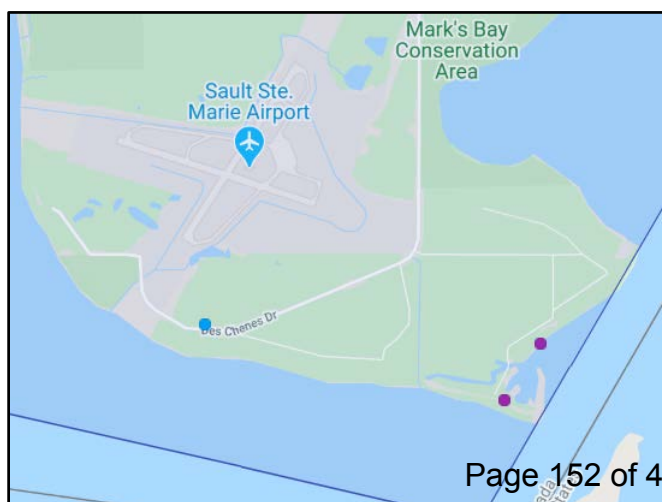 Mark's Bay
Conservation
Area
Sault Ste.
Marie Airport
Des Chenes Dr
Page 152 of 4